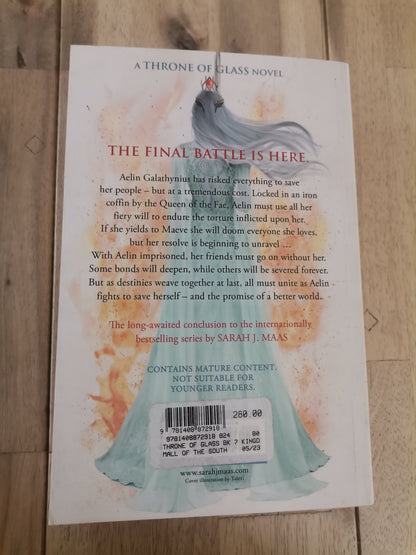 A THRONE OF GLASS NOVEL
THE FINAL BATTLE IS HERE.
Aelin Galathynius has risked everything to save
her people – but at a tremendous cost. Locked in an iron
coffin by the Queen of the Fae, Aelin must use all her
fiery will to endure the torture inflicted upon her.
If she yields to Maeve she will doom everyone she loves,
but her resolve is beginning to unravel …
With Aelin imprisoned, her friends must go on without her.
Some bonds will deepen, while others will be severed forever.
But as destinies weave together at last, all must unite as Aelin
fights to save herself – and the promise of a better world.
The long-awaited conclusion to the internationally
bestselling series by SARAH J. MAAS
CONTAINS MATURE CONTENT.
NOT SUITABLE FOR
YOUNGER READERS.
280.00
9 781408 872918
9781408872918 824 80
THRONE OF GLASS BK 7 KINGD
MALL OF THE SOUTH 05/23
www.sarahjmaas.com
Cover illustration by Talexi